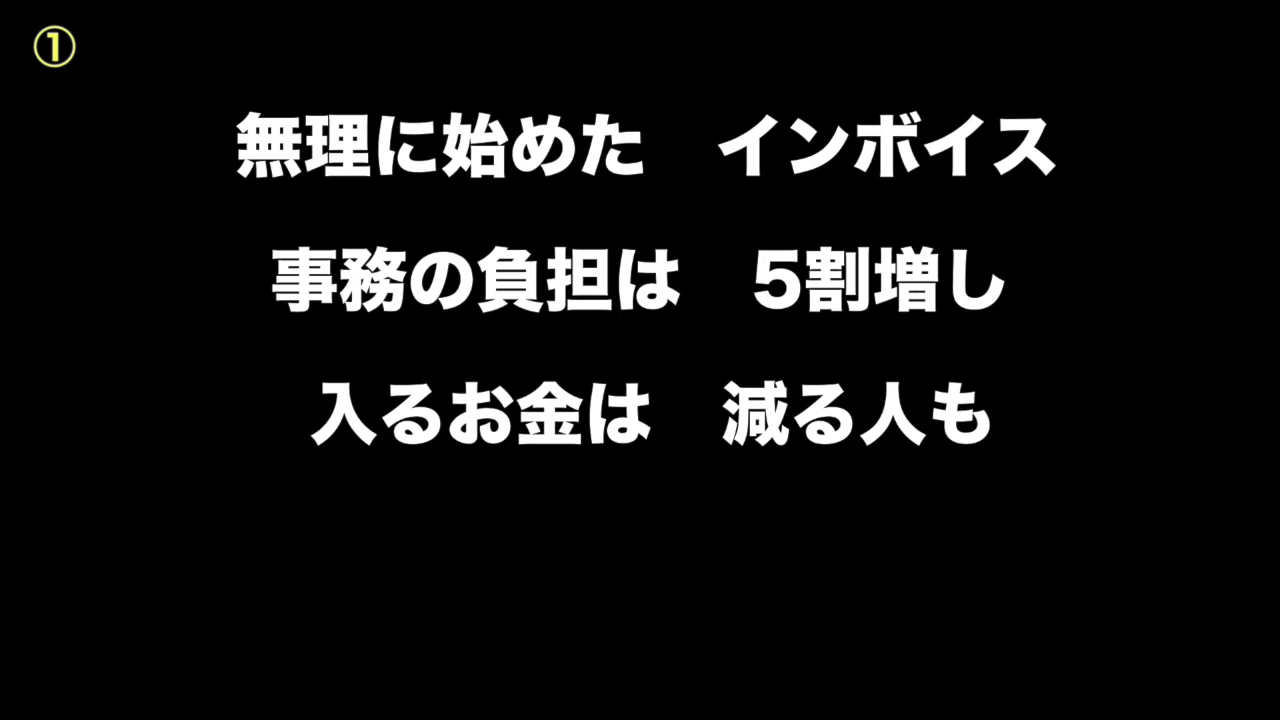 ①
無理に始めた　インボイス
事務の負担は　5割増し
入るお金は　減る人も